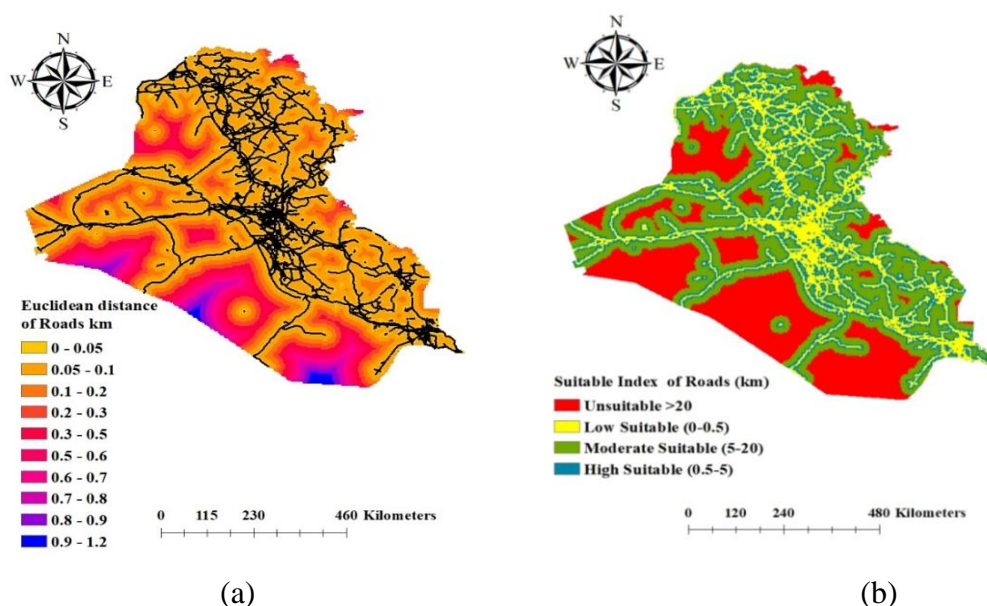 N
W E
S
Euclidean distance
of Roads km
0 - 0.05
0.05 - 0.1
0.1 - 0.2
0.2 - 0.3
0.3 - 0.5
0.5 - 0.6
0.6 - 0.7
0.7 - 0.8
0.8 - 0.9
0.9 - 1.2
0 115 230 460 Kilometers
(a)
N
W E
S
Suitable Index of Roads (km)
Unsuitable >20
Low Suitable (0-0.5)
Moderate Suitable (5-20)
High Suitable (0.5-5)
0 120 240 480 Kilometers
(b)